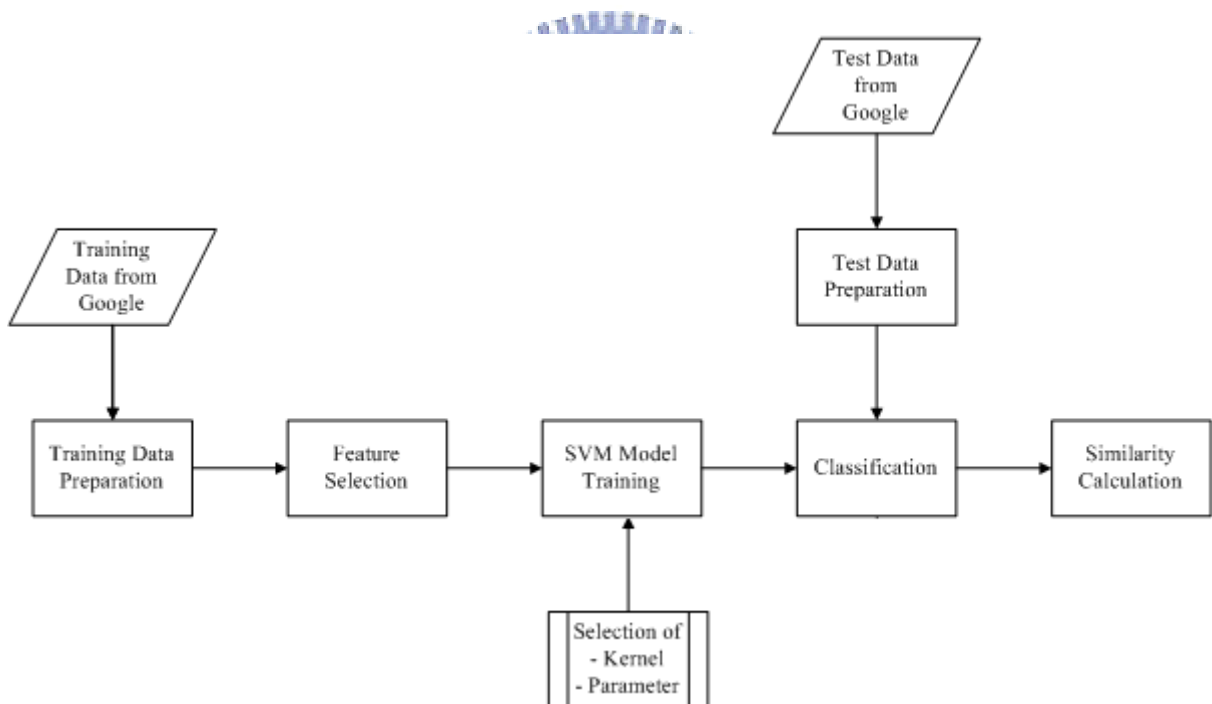 Test Data
from
Google
Training
Data from
Google
Test Data
Preparation
Training Data
Preparation
Feature
Selection
SVM Model
Training
Classification
Similarity
Calculation
Selection of
- Kernel
- Parameter